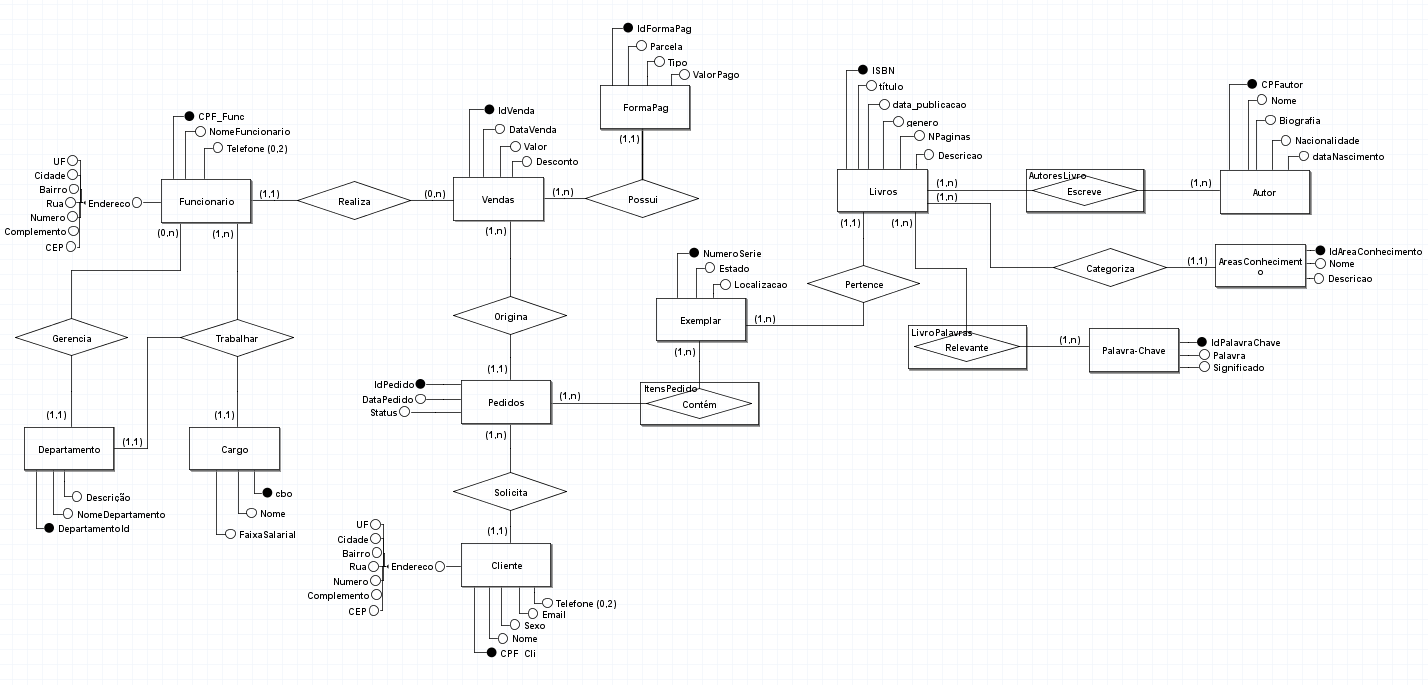 IdFormaPag
Parcela
Tipo
ValorPago
FormaPag
(1,1)
ISBN
título
data_publicacao
genero
NPaginas
Descricao
Livros
(1,n)
(1,n)
(1,1)
(1,n)
CPFautor
Nome
Biografia
Nacionalidade
dataNascimento
Autor
AutoresLivro
Escreve
(1,n)
CPF_Func
NomeFuncionario
Telefone (0,2)
UF
Cidade
Bairro
Rua
Numero
Complemento
CEP
Endereco
Funcionario
(1,1)
(0,n)
(1,n)
Realiza
(0,n)
IdVenda
DataVenda
Valor
Desconto
Vendas
(1,n)
(1,n)
Possui
Categoriza
(1,1)
AreasConheciment
o
IdAreaConhecimento
Nome
Descricao
NumeroSerie
Estado
Localizacao
Exemplar
(1,n)
(1,n)
Pertence
LivroPalavras
Relevante
(1,n)
Palavra-Chave
IdPalavraChave
Palavra
Significado
Gerencia
(1,1)
Trabalhar
(1,1)
(1,1)
Origina
(1,1)
IdPedido
DataPedido
Status
Pedidos
(1,n)
(1,n)
ItensPedido
Contém
Departamento
Descrição
NomeDepartamento
DepartamentoId
Cargo
cbo
Nome
FaixaSalarial
Solicita
(1,1)
UF
Cidade
Bairro
Rua
Numero
Complemento
CEP
Endereco
Cliente
Telefone (0,2)
Email
Sexo
Nome
CPF Cli